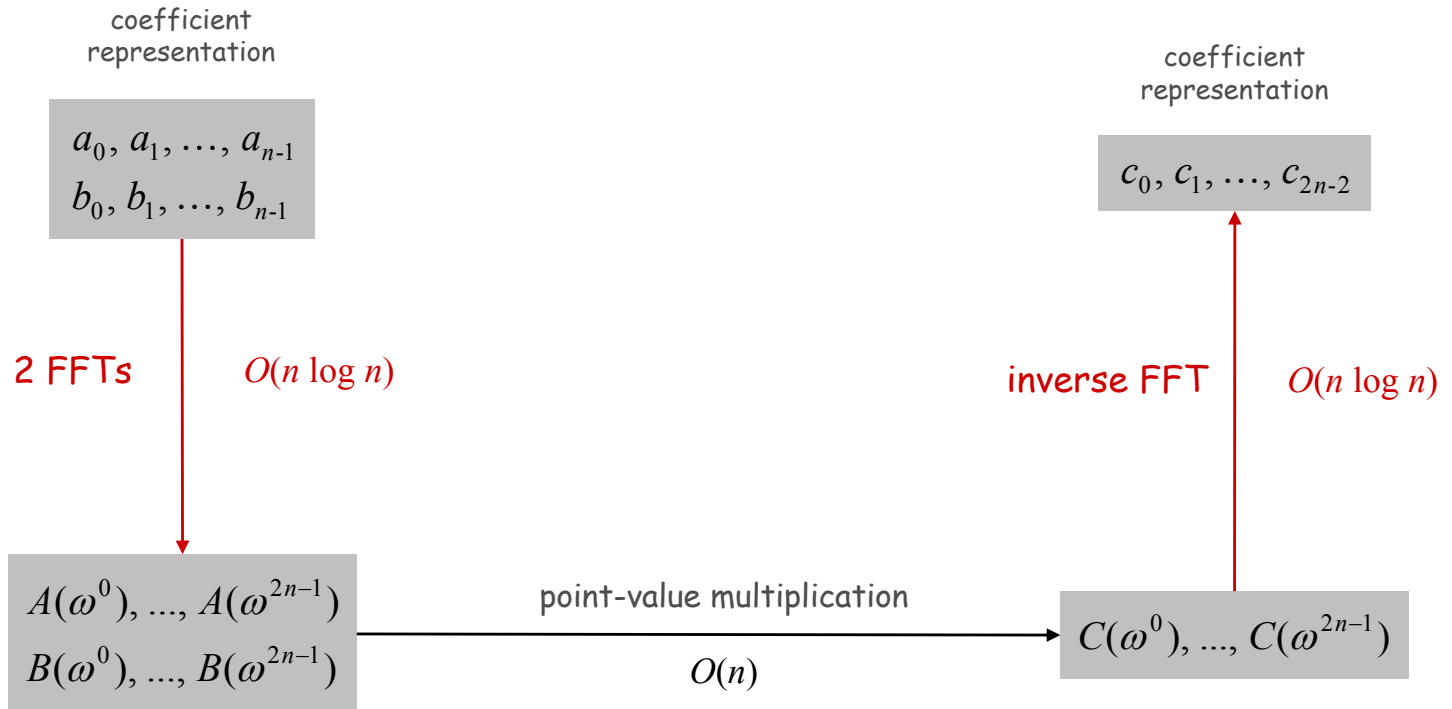 coefficient
representation
a₀, a₁, …, aₙ₋₁
b₀, b₁, …, bₙ₋₁
2 FFTs
O(n log n)
A(ω⁰), ..., A(ω²ⁿ⁻¹)
B(ω⁰), ..., B(ω²ⁿ⁻¹)
point-value multiplication
O(n)
coefficient
representation
c₀, c₁, …, c₂ₙ₋₂
inverse FFT
O(n log n)
C(ω⁰), ..., C(ω²ⁿ⁻¹)